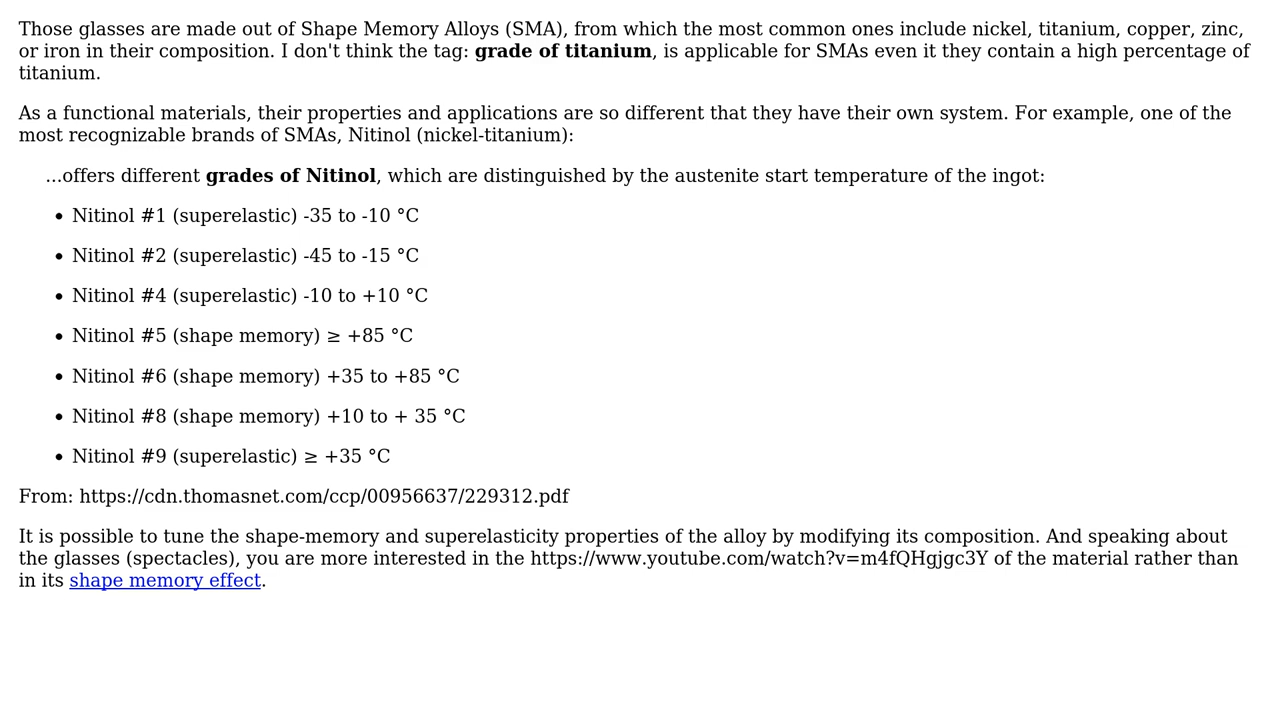 Those glasses are made out of Shape Memory Alloys (SMA), from which the most common ones include nickel, titanium, copper, zinc,
or iron in their composition. I don't think the tag: grade of titanium, is applicable for SMAs even it they contain a high percentage of
titanium.
As a functional materials, their properties and applications are so different that they have their own system. For example, one of the
most recognizable brands of SMAs, Nitinol (nickel-titanium):
...offers different grades of Nitinol, which are distinguished by the austenite start temperature of the ingot:
• Nitinol #1 (superelastic) -35 to -10 °C
• Nitinol #2 (superelastic) -45 to -15 °C
• Nitinol #4 (superelastic) -10 to +10 °C
• Nitinol #5 (shape memory) ≥ +85 °C
• Nitinol #6 (shape memory) +35 to +85 °C
• Nitinol #8 (shape memory) +10 to + 35 °C
• Nitinol #9 (superelastic) ≥ +35 °C
From: https://cdn.thomasnet.com/ccp/00956637/229312.pdf
It is possible to tune the shape-memory and superelasticity properties of the alloy by modifying its composition. And speaking about
the glasses (spectacles), you are more interested in the https://www.youtube.com/watch?v=m4fQHgjgc3Y of the material rather than
in its shape memory effect.